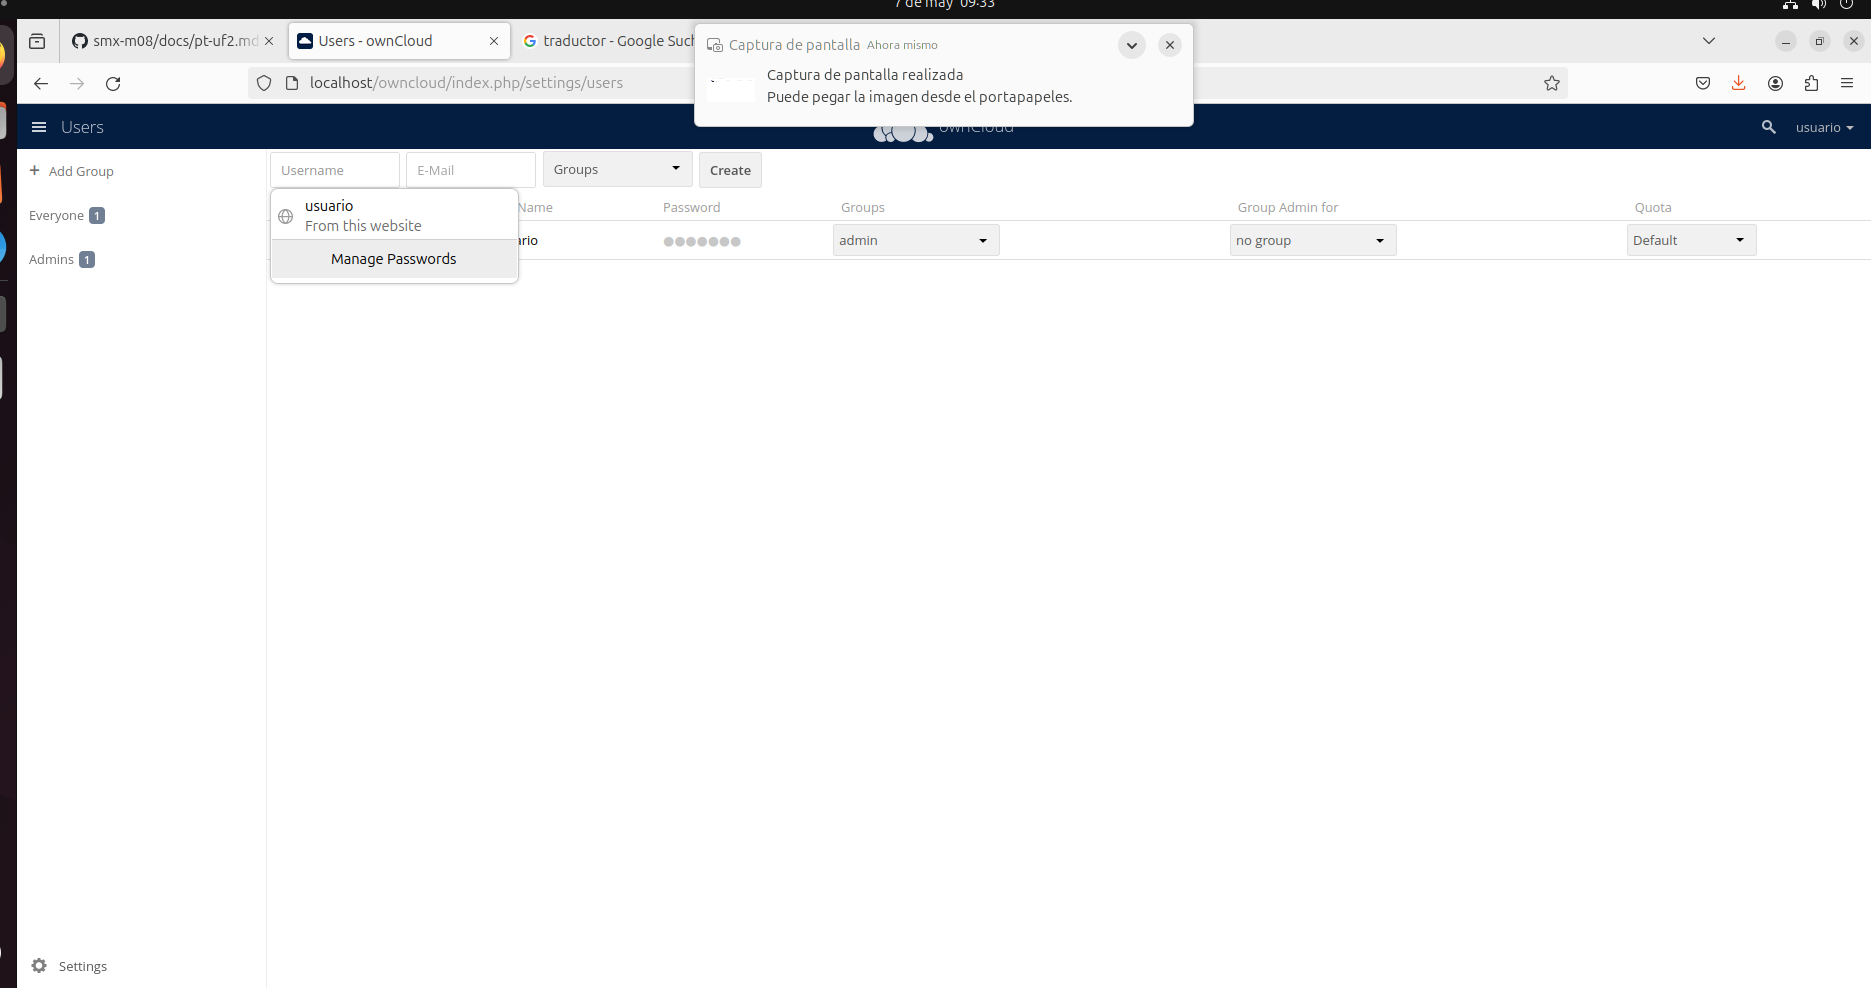 7 de may 09:33
smx-m08/docs/pt-uf2.md
Users - ownCloud
traductor - Google Suc
Captura de pantalla Ahora mismo
Captura de pantalla realizada
Puede pegar la imagen desde el portapapeles.
localhost/owncloud/index.php/settings/users
Users
ownCloud
usuario
+ Add Group
Username
E-Mail
Groups
Create
Everyone 1
Admins 1
usuario
From this website
Manage Passwords
Name
Password
Groups
Group Admin for
Quota
ario
●●●●●●●
admin
no group
Default
Settings